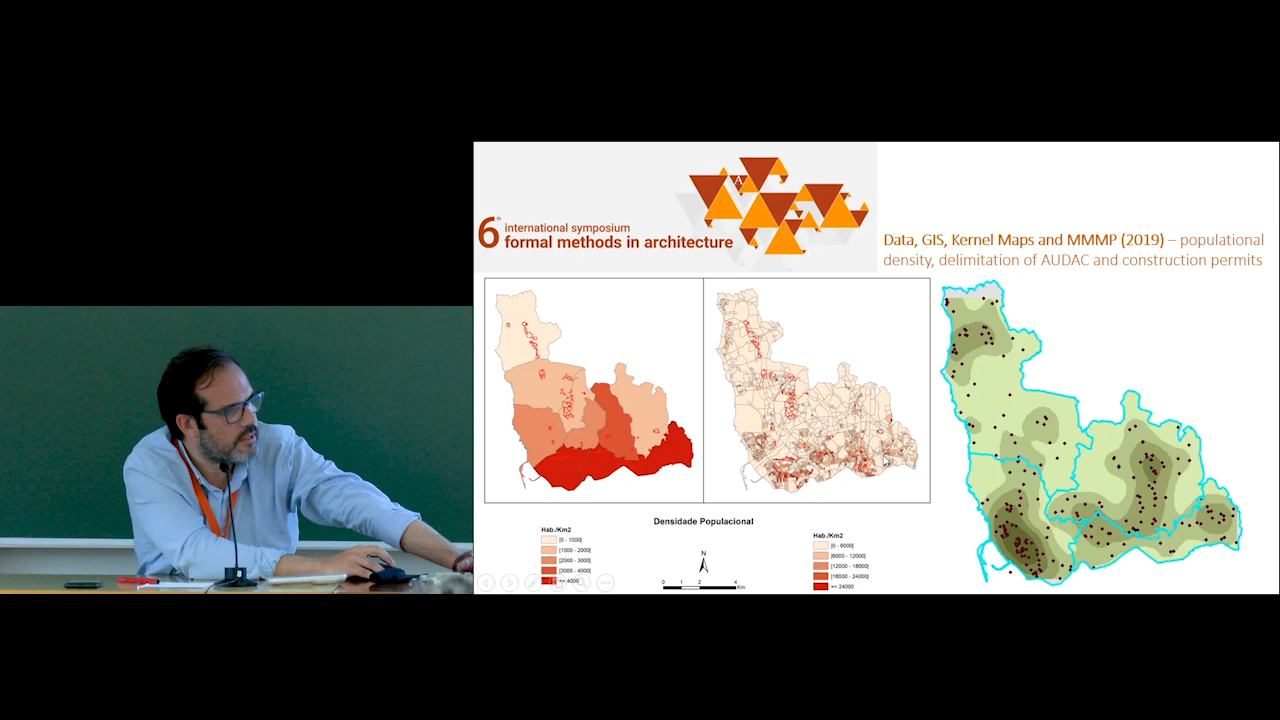 A
6th
international symposium
formal methods in architecture
Data, GIS, Kernel Maps and MMMP (2019) – populational
density, delimitation of AUDAC and construction permits
Densidade Populacional
Hab./Km2
[0 - 1000]
[1000 - 2000[
[2000 - 3000[
[3000 - 4000[
=> 4000
N
0 1 2 4
Km
Hab./Km2
[0 - 6000[
[6000 - 12000[
[12000 - 18000[
[18000 - 24000[
=> 24000